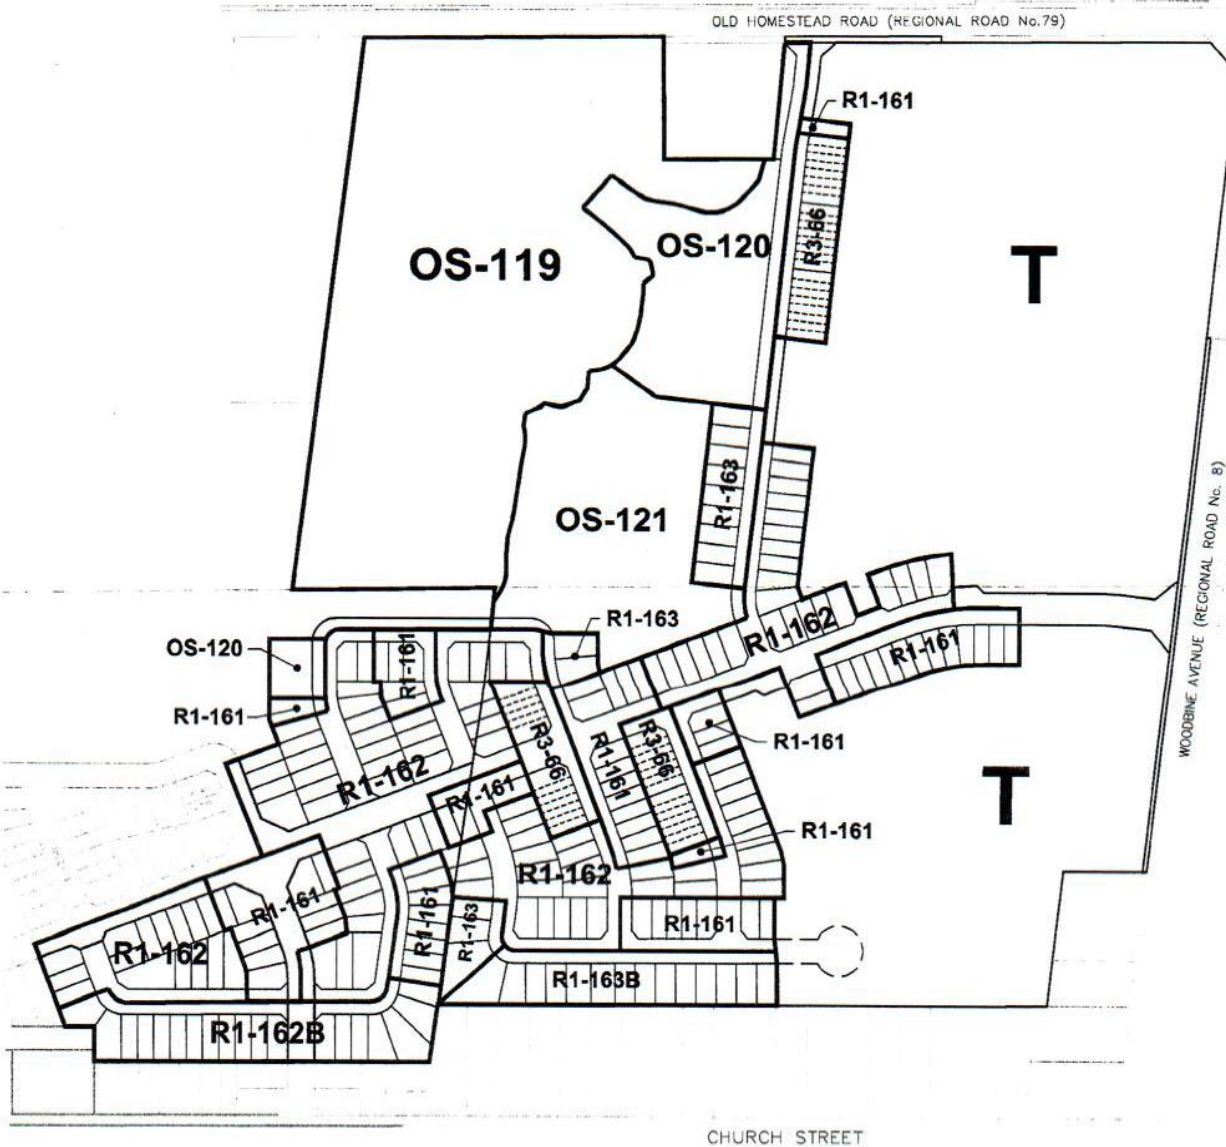 OLD HOMESTEAD ROAD (REGIONAL ROAD No.79)
R1-161
R3-66
OS-119
OS-120
T
R1-163
OS-121
WOODBINE AVENUE (REGIONAL ROAD No. 8)
R1-163
R1-162
OS-120
R1-161
R1-161
R1-161
R3-66
R1-161
R3-66
R1-161
R1-162
R1-161
T
R1-161
R1-162
R1-161
R1-161
R1-163
R1-161
R1-162
R1-163B
R1-162B
CHURCH STREET